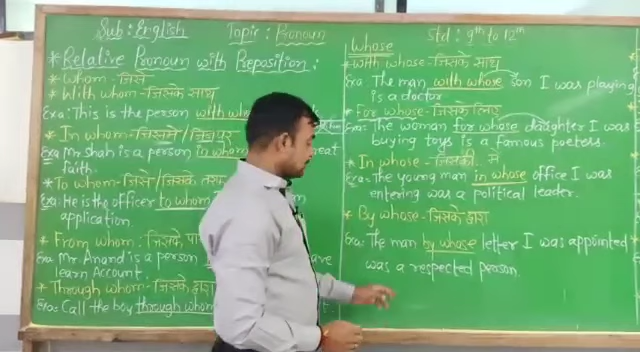 Sub: English
Topic: Pronoun
Std: 9th to 12th
* Relative Pronoun with Preposition:
* Whom - जिसे
* With whom - जिसके साथ
Exa: This is the person with whom
* In whom - जिसमे/जिसपर
Exa: Mr. Shah is a person in whom
faith.
* To whom - जिसे/जिसके
Exa: He is the officer to whom
application.
* From whom: जिसके
Exa: Mr. Anand is a person
learn Account.
* Through whom - जिसके द्वारा
Exa: Call the boy through whom
Whose
* With whose - जिसके साथ
Exa: The man with whose son I was playing
is a doctor
* For whose - जिसके लिए
Exa: The woman for whose daughter I was
buying toys is a famous poeters.
* In whose - जिसकी से
Exa: The young man in whose office I was
entering was a political leader.
* By whose - जिसके द्वारा
Exa: The man by whose letter I was appointed
was a respected person.